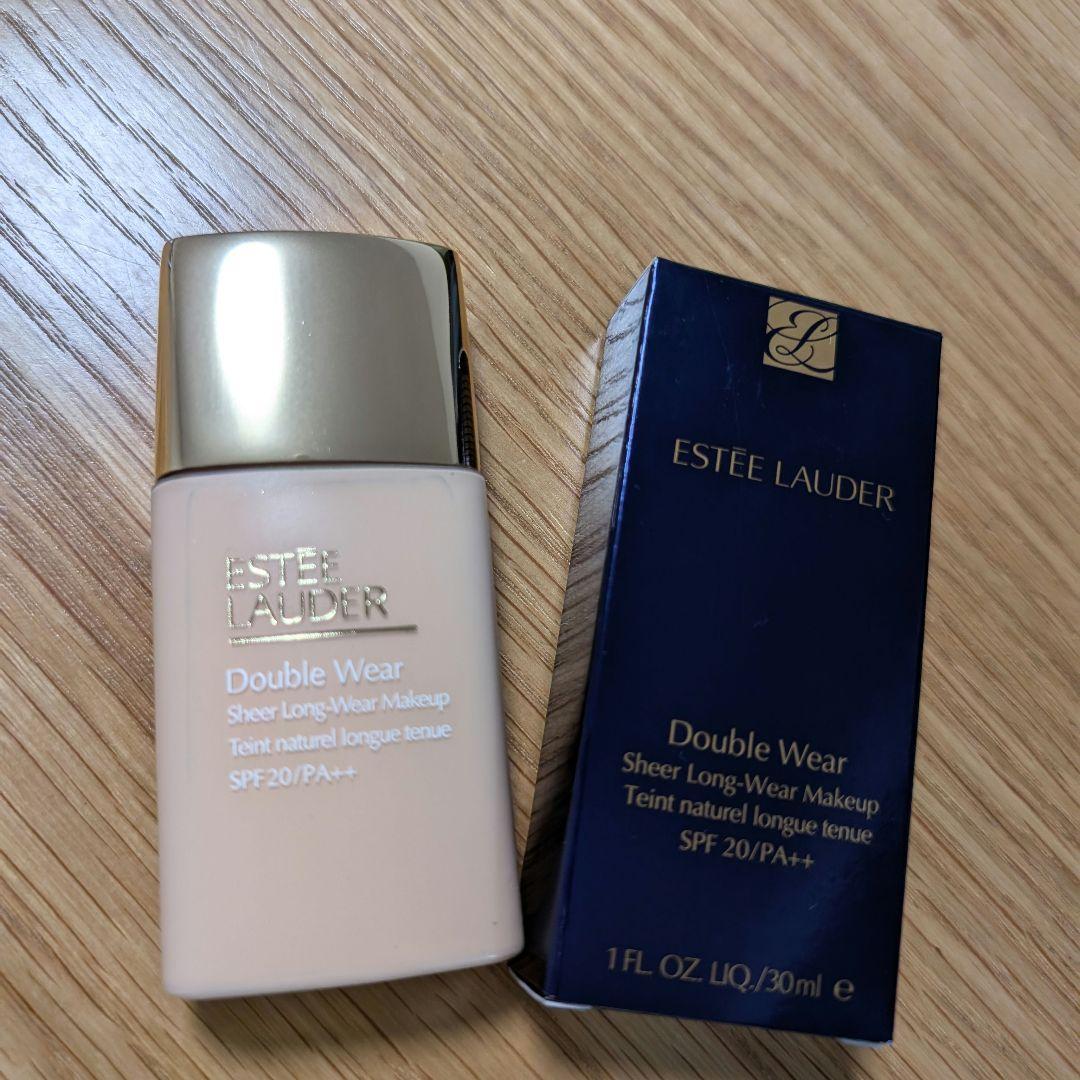 ESTĒE
LAUDER
Double Wear
Sheer Long-Wear Makeup
Teint naturel longue tenue
SPF 20/PA++
EL
ESTĒE LAUDER
Double Wear
Sheer Long-Wear Makeup
Teint naturel longue tenue
SPF 20/PA++
1 FL. OZ. LIQ./30ml e